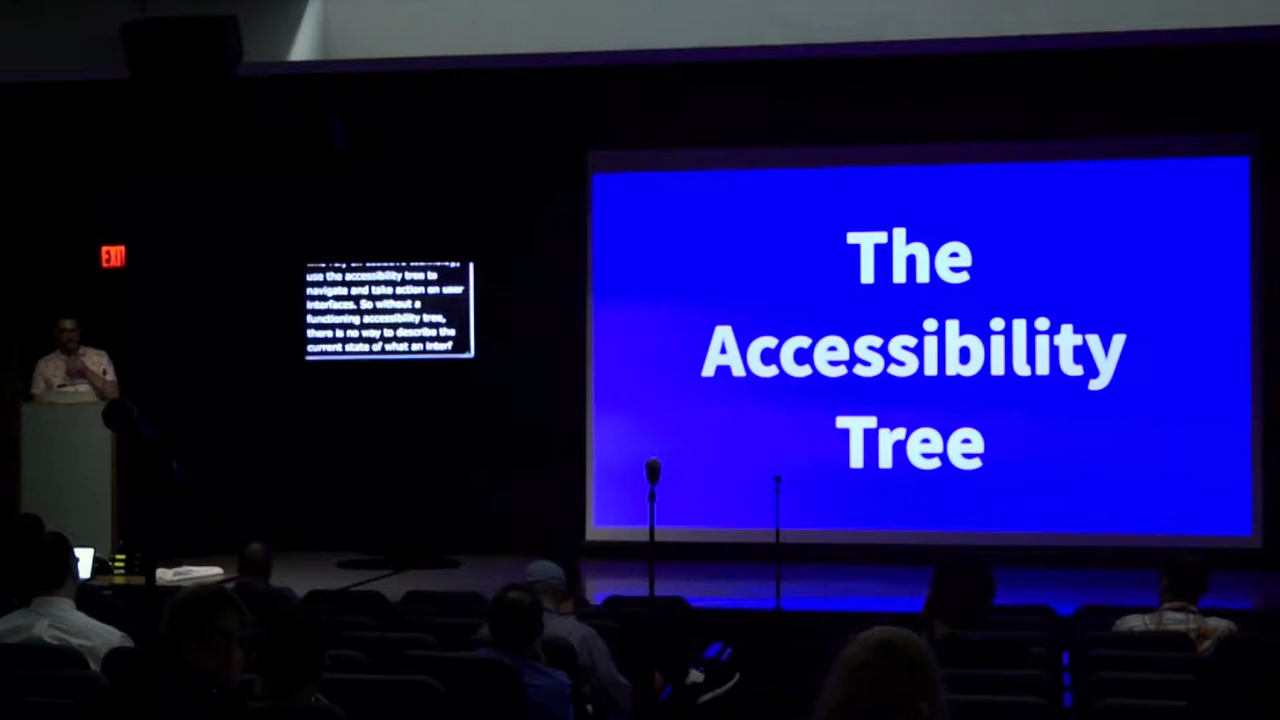 EXIT
use the accessibility tree to
navigate and take action on user
interfaces. So without a
functioning accessibility tree,
there is no way to describe the
current state of what an interf
The
Accessibility
Tree